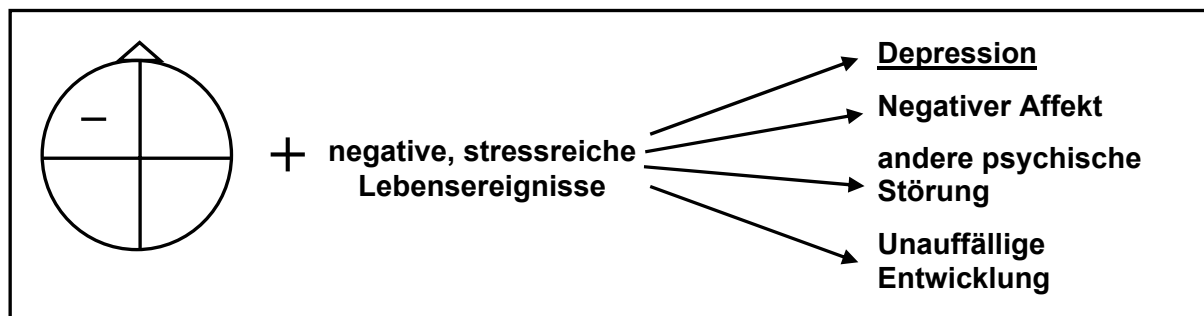 –
+
negative, stressreiche
Lebensereignisse
Depression
Negativer Affekt
andere psychische
Störung
Unauffällige
Entwicklung